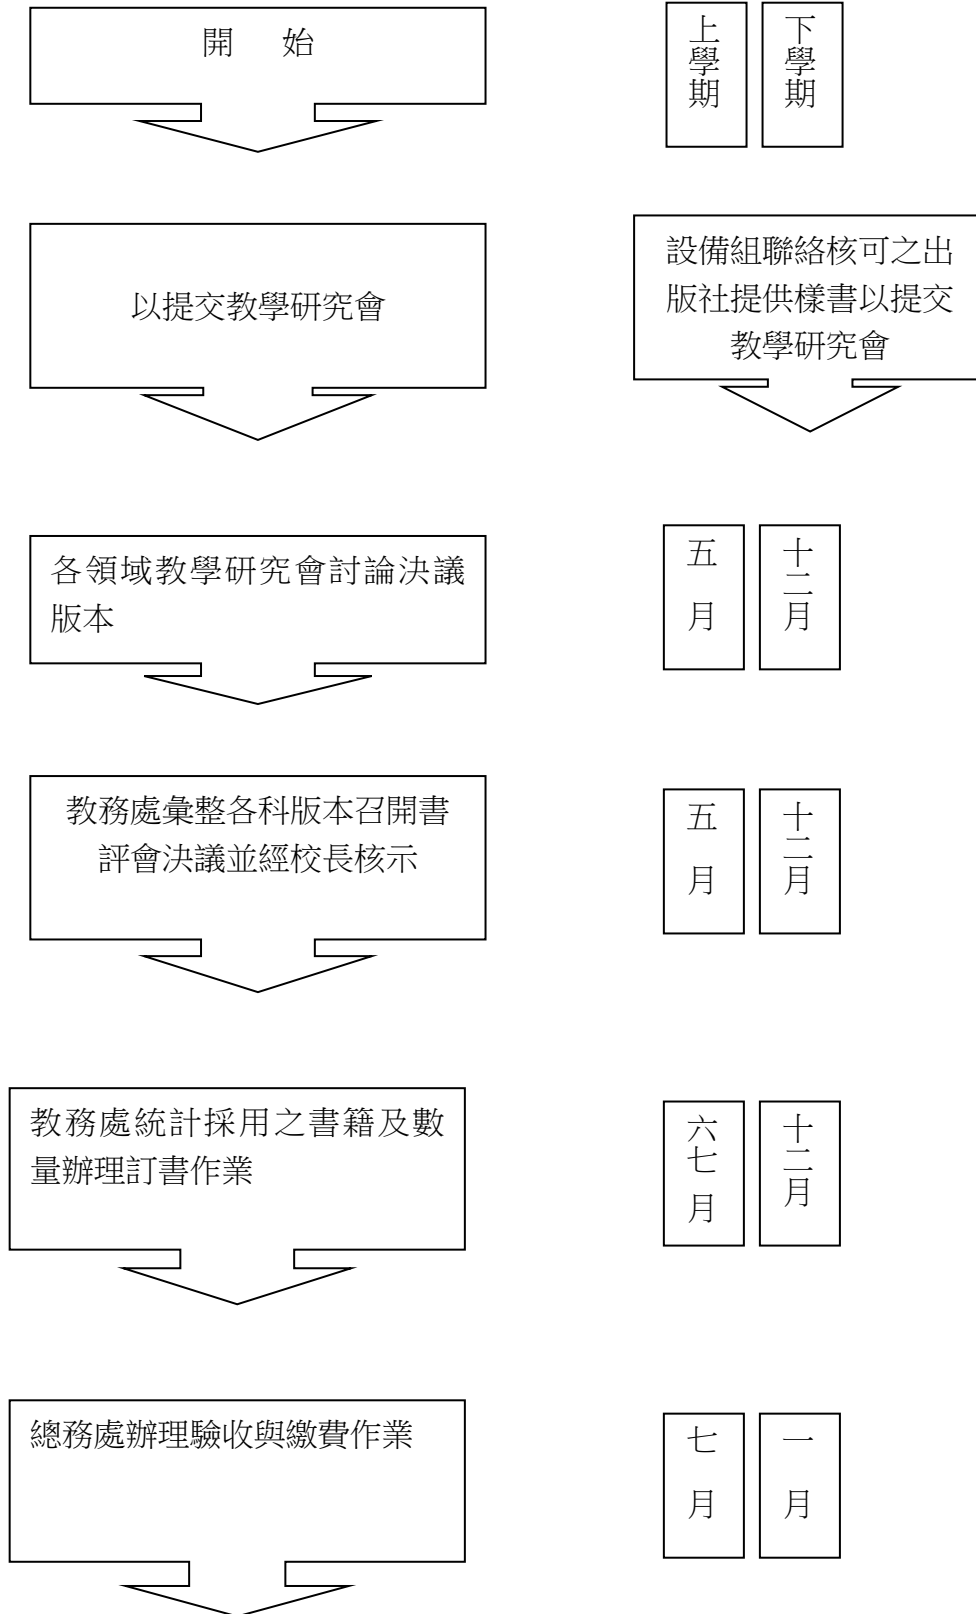 開 始
上學期
下學期
以提交教學研究會
設備組聯絡核可之出
版社提供樣書以提交
教學研究會
各領域教學研究會討論決議
版本
五月
十二月
教務處彙整各科版本召開書
評會決議並經校長核示
五月
十二月
教務處統計採用之書籍及數
量辦理訂書作業
六七月
十二月
總務處辦理驗收與繳費作業
七月
一月